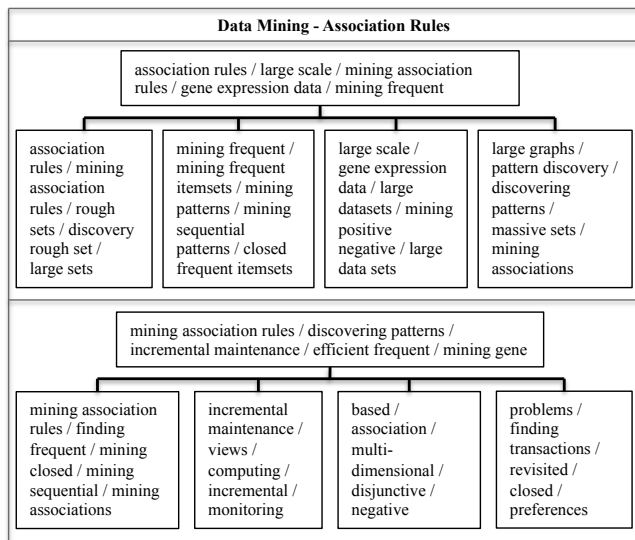 Data Mining - Association Rules
association rules / large scale / mining association
rules / gene expression data / mining frequent
association
rules / mining
association
rules / rough
sets / discovery
rough set /
large sets
mining frequent /
mining frequent
itemsets / mining
patterns / mining
sequential
patterns / closed
frequent itemsets
large scale /
gene expression
data / large
datasets / mining
positive
negative / large
data sets
large graphs /
pattern discovery /
discovering
patterns /
massive sets /
mining
associations
mining association rules / discovering patterns /
incremental maintenance / efficient frequent / mining gene
mining association
rules / finding
frequent / mining
closed / mining
sequential / mining
associations
incremental
maintenance /
views /
computing /
incremental /
monitoring
based /
association /
multi-
dimensional /
disjunctive /
negative
problems /
finding
transactions /
revisited /
closed /
preferences